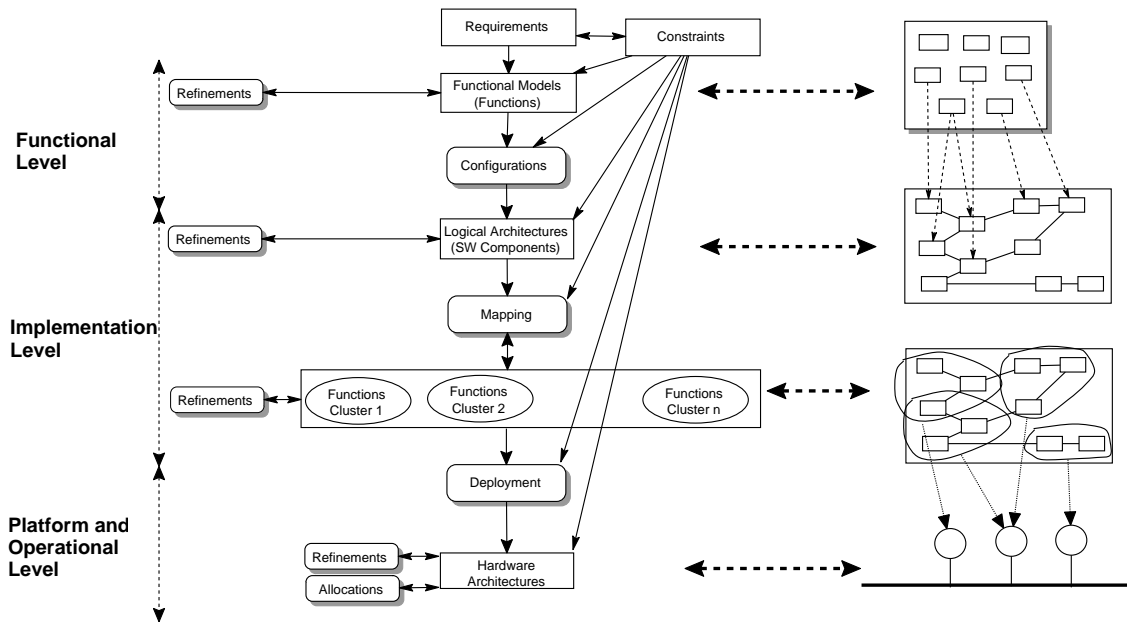 Requirements
Constraints
Refinements
Functional Models
(Functions)
Functional
Level
Configurations
Refinements
Logical Architectures
(SW Components)
Implementation
Level
Mapping
Refinements
Functions
Cluster 1
Functions
Cluster 2
Functions
Cluster n
Deployment
Platform and
Operational
Level
Refinements
Allocations
Hardware
Architectures